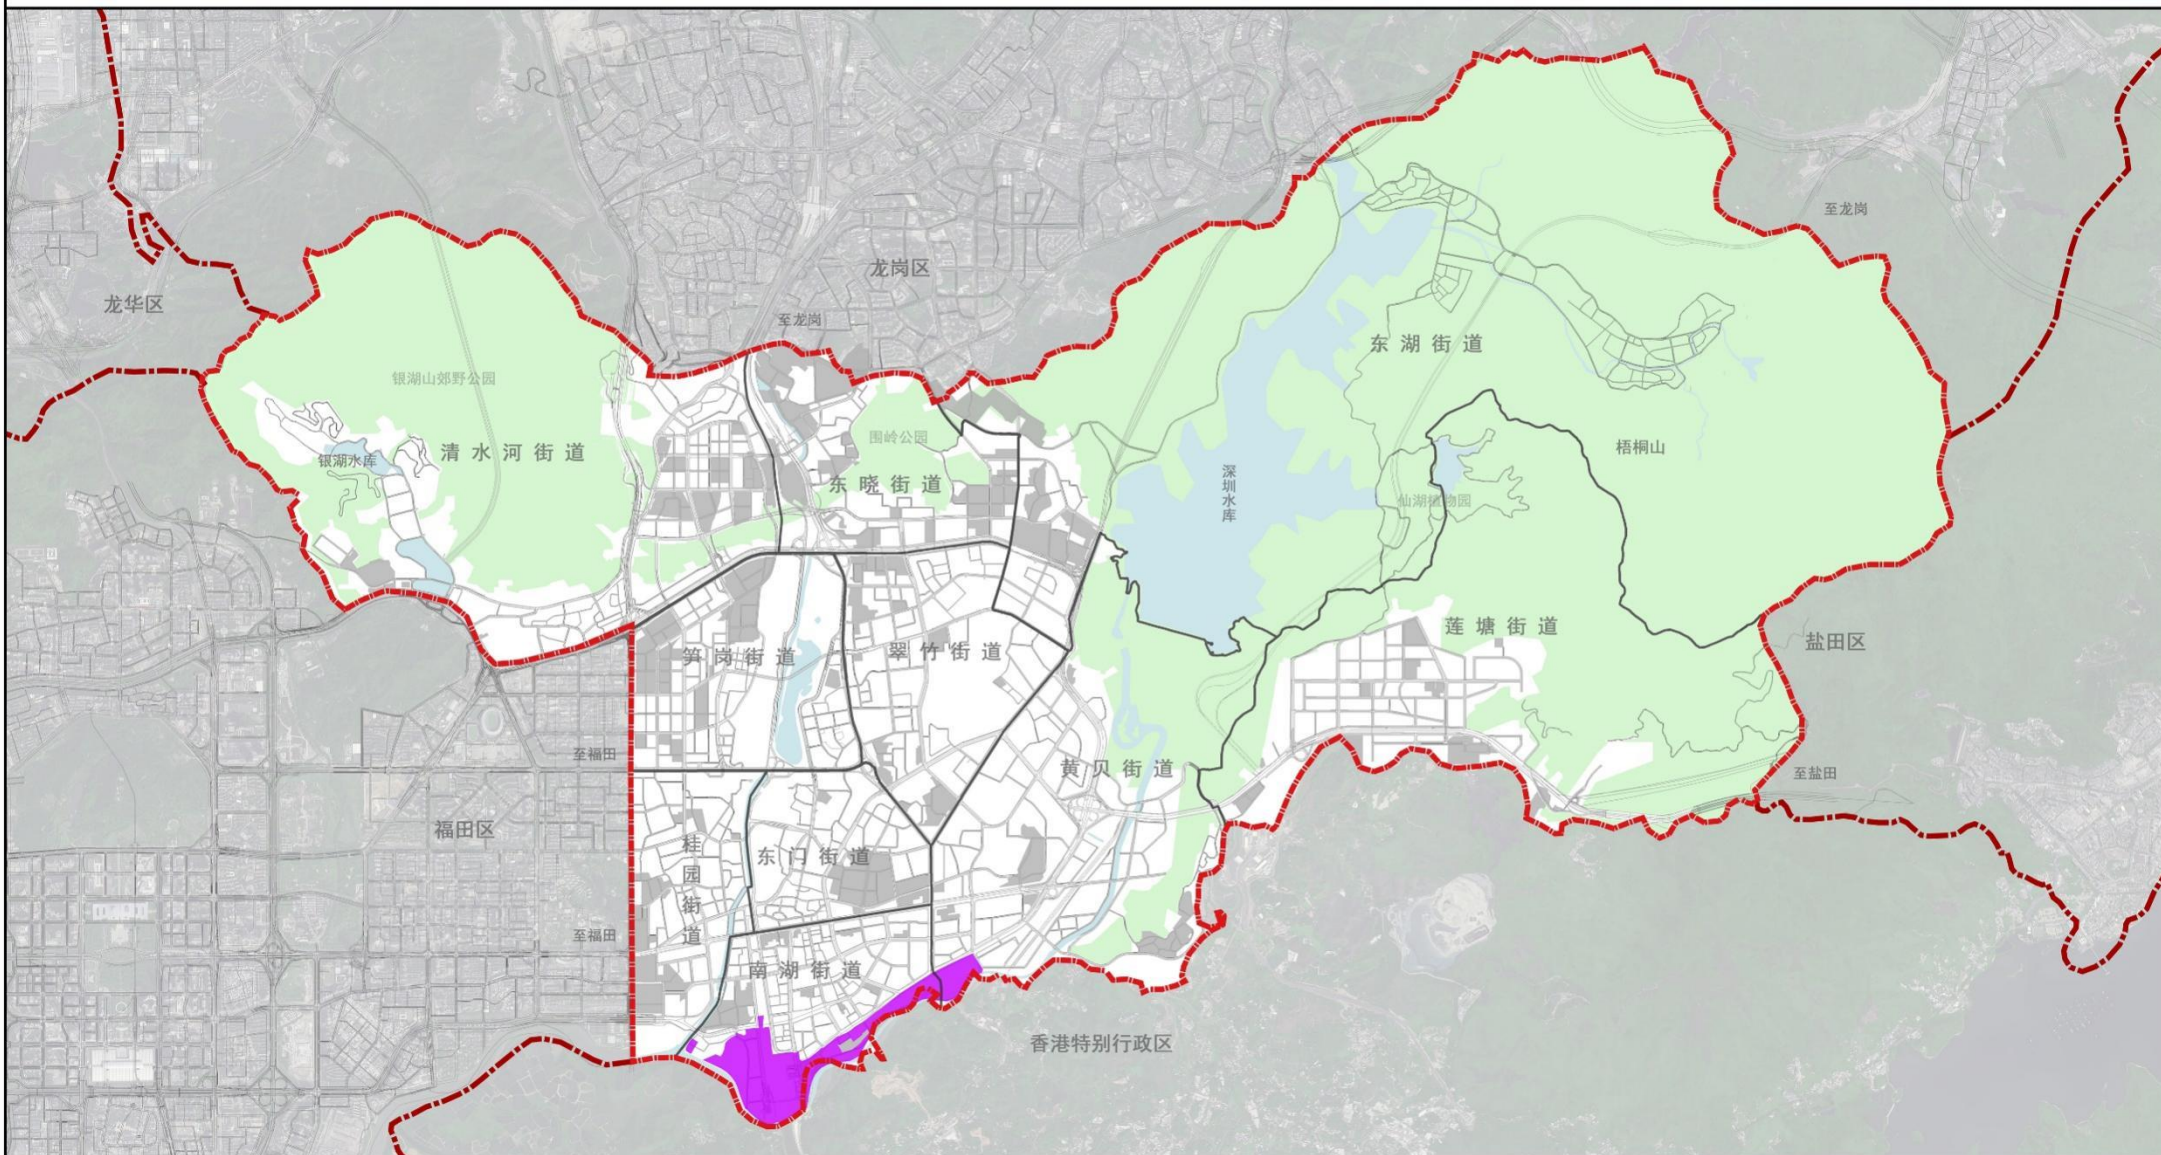 至龙岗
龙岗区
龙华区
至龙岗
东湖街道
银湖山郊野公园
围岭公园
清水河街道
银湖水库
梧桐山
东晓街道
深圳水库
仙湖植物园
莲塘街道
盐田区
笋岗街道
翠竹街道
至福田
黄贝街道
至盐田
福田区
桂园街道
东门街道
至福田
南湖街道
香港特别行政区